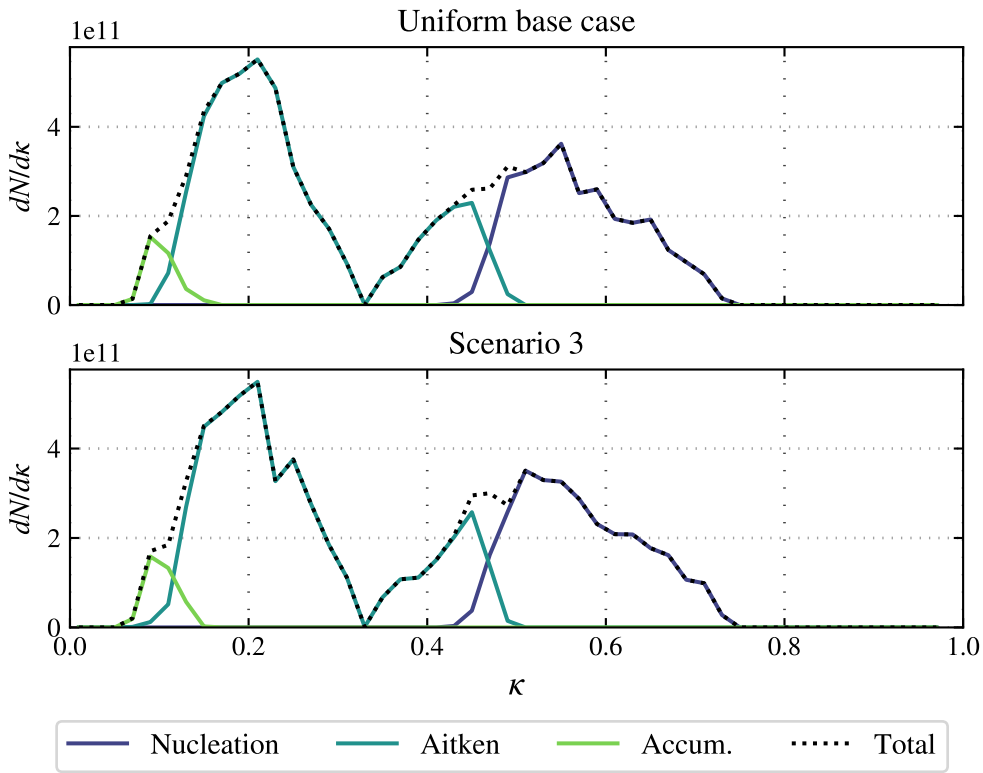 Uniform base case
1e11
4
2
0
dN/dκ
Scenario 3
1e11
4
2
0
dN/dκ
0.0 0.2 0.4 0.6 0.8 1.0
κ
Nucleation Aitken Accum. Total